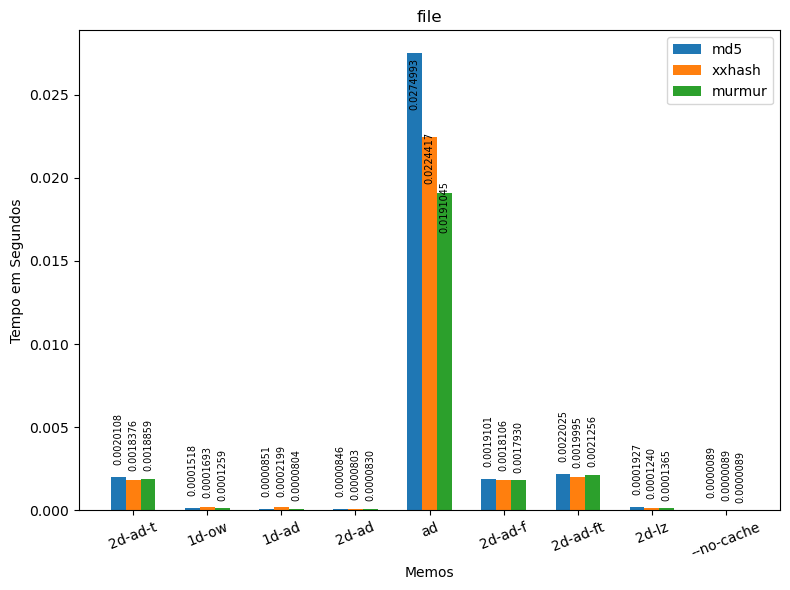 file
md5
xxhash
murmur
Tempo em Segundos
0.025
0.020
0.015
0.010
0.005
0.000
0.0020108
0.0018376
0.0018859
0.0001518
0.0001693
0.0001259
0.0000851
0.0002199
0.0000804
0.0000846
0.0000803
0.0000830
0.0274993
0.0224417
0.0191045
0.0019101
0.0018106
0.0017930
0.0022025
0.0019995
0.0021256
0.0001927
0.0001240
0.0001365
0.0000089
0.0000089
0.0000089
2d-ad-t
1d-ow
1d-ad
2d-ad
ad
2d-ad-f
2d-ad-ft
2d-lz
--no-cache
Memos